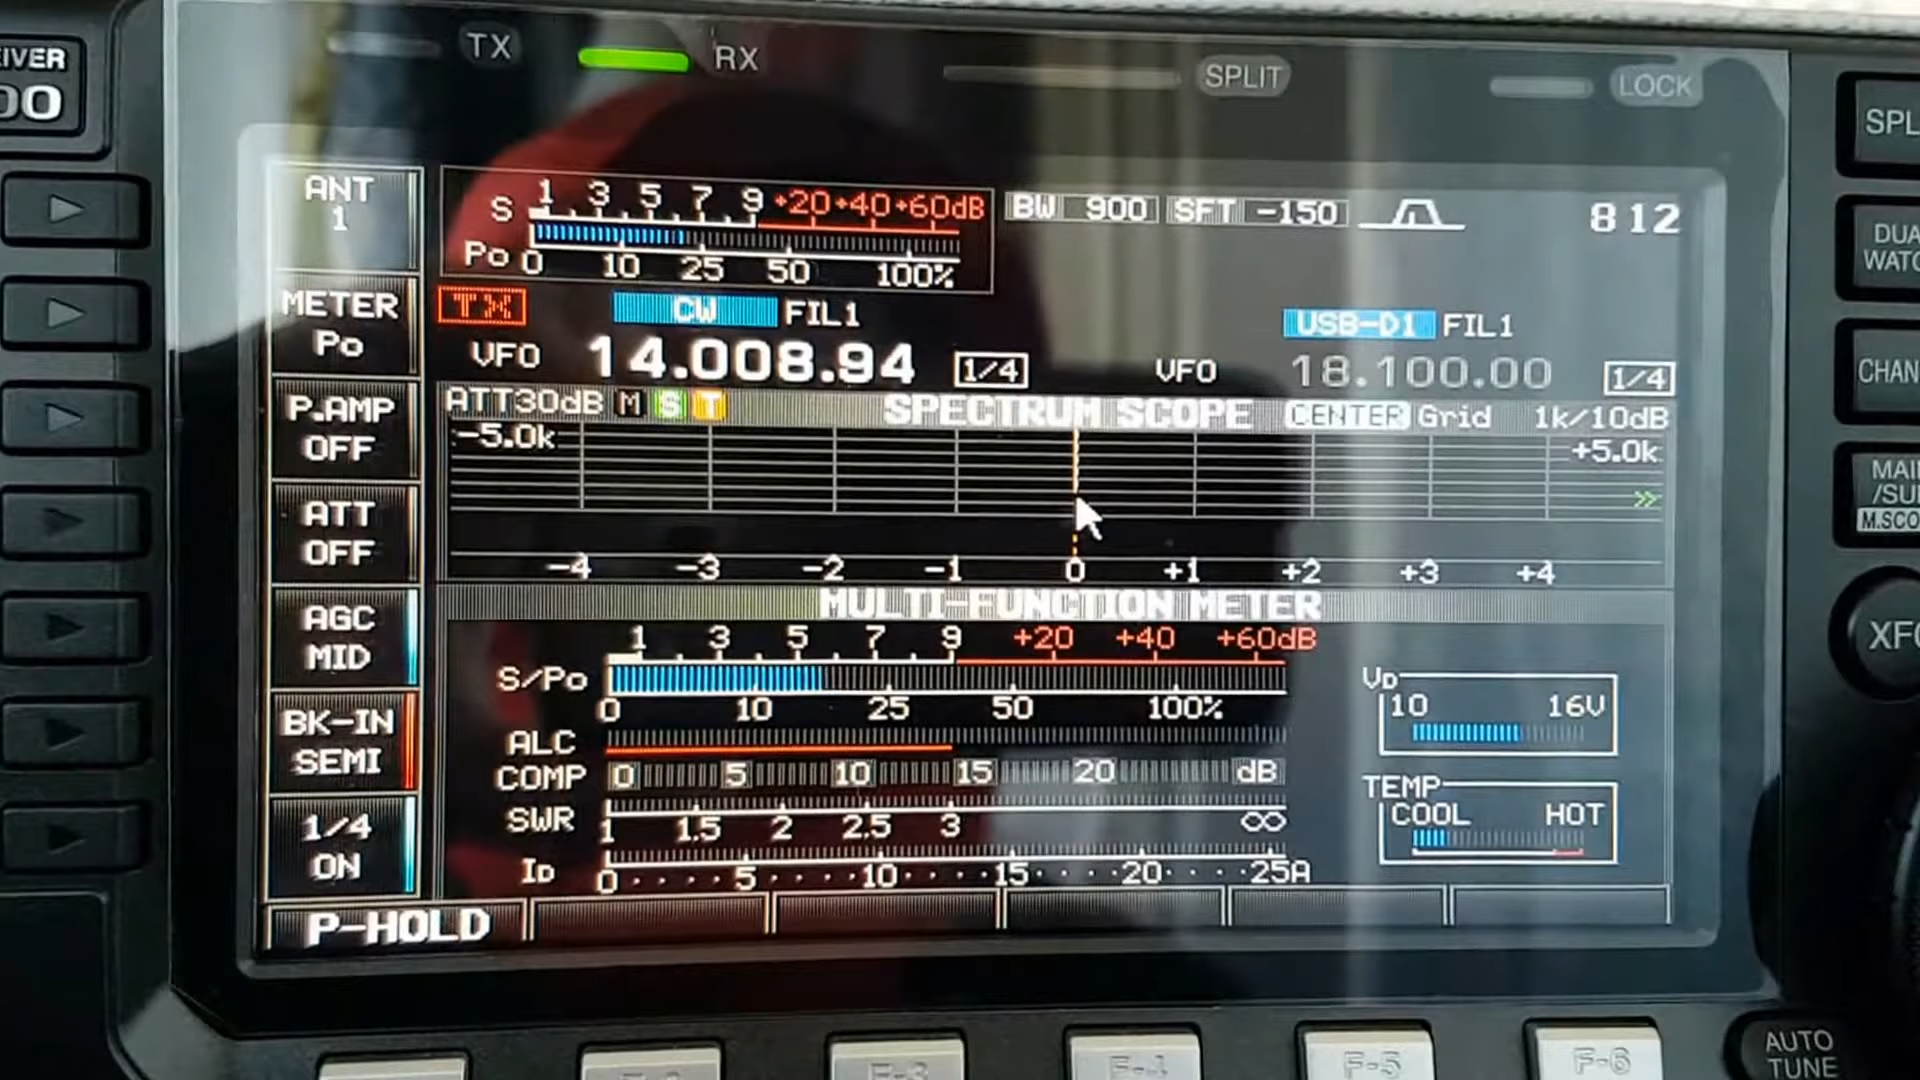 TX RX SPLIT LOCK
IVER
00
SPL
DUA
WATC
CHAN
MAI
/SU
M.SCO
XFC
AUTO
TUNE
ANT
1
METER
Po
P.AMP
OFF
ATT
OFF
AGC
MID
BK-IN
SEMI
1/4
ON
S 1 3 5 7 9 +20 +40 +60dB
Po 0 10 25 50 100%
BW 900 SFT -150 812
TX CW FIL1 USB-D1 FIL1
VFO 14.008.94 1/4 VFO 18.100.00 1/4
ATT30dB M S T SPECTRUM SCOPE CENTER Grid 1k/10dB
-5.0k +5.0k
>>
-4 -3 -2 -1 0 +1 +2 +3 +4
MULTI-FUNCTION METER
1 3 5 7 9 +20 +40 +60dB
S/Po
0 10 25 50 100%
ALC
COMP 0 5 10 15 20 dB
SWR 1 1.5 2 2.5 3 ∞
ID 0 5 10 15 20 25A
VD
10 16V
TEMP
COOL HOT
P-HOLD
F-3 F-4 F-5 F-6